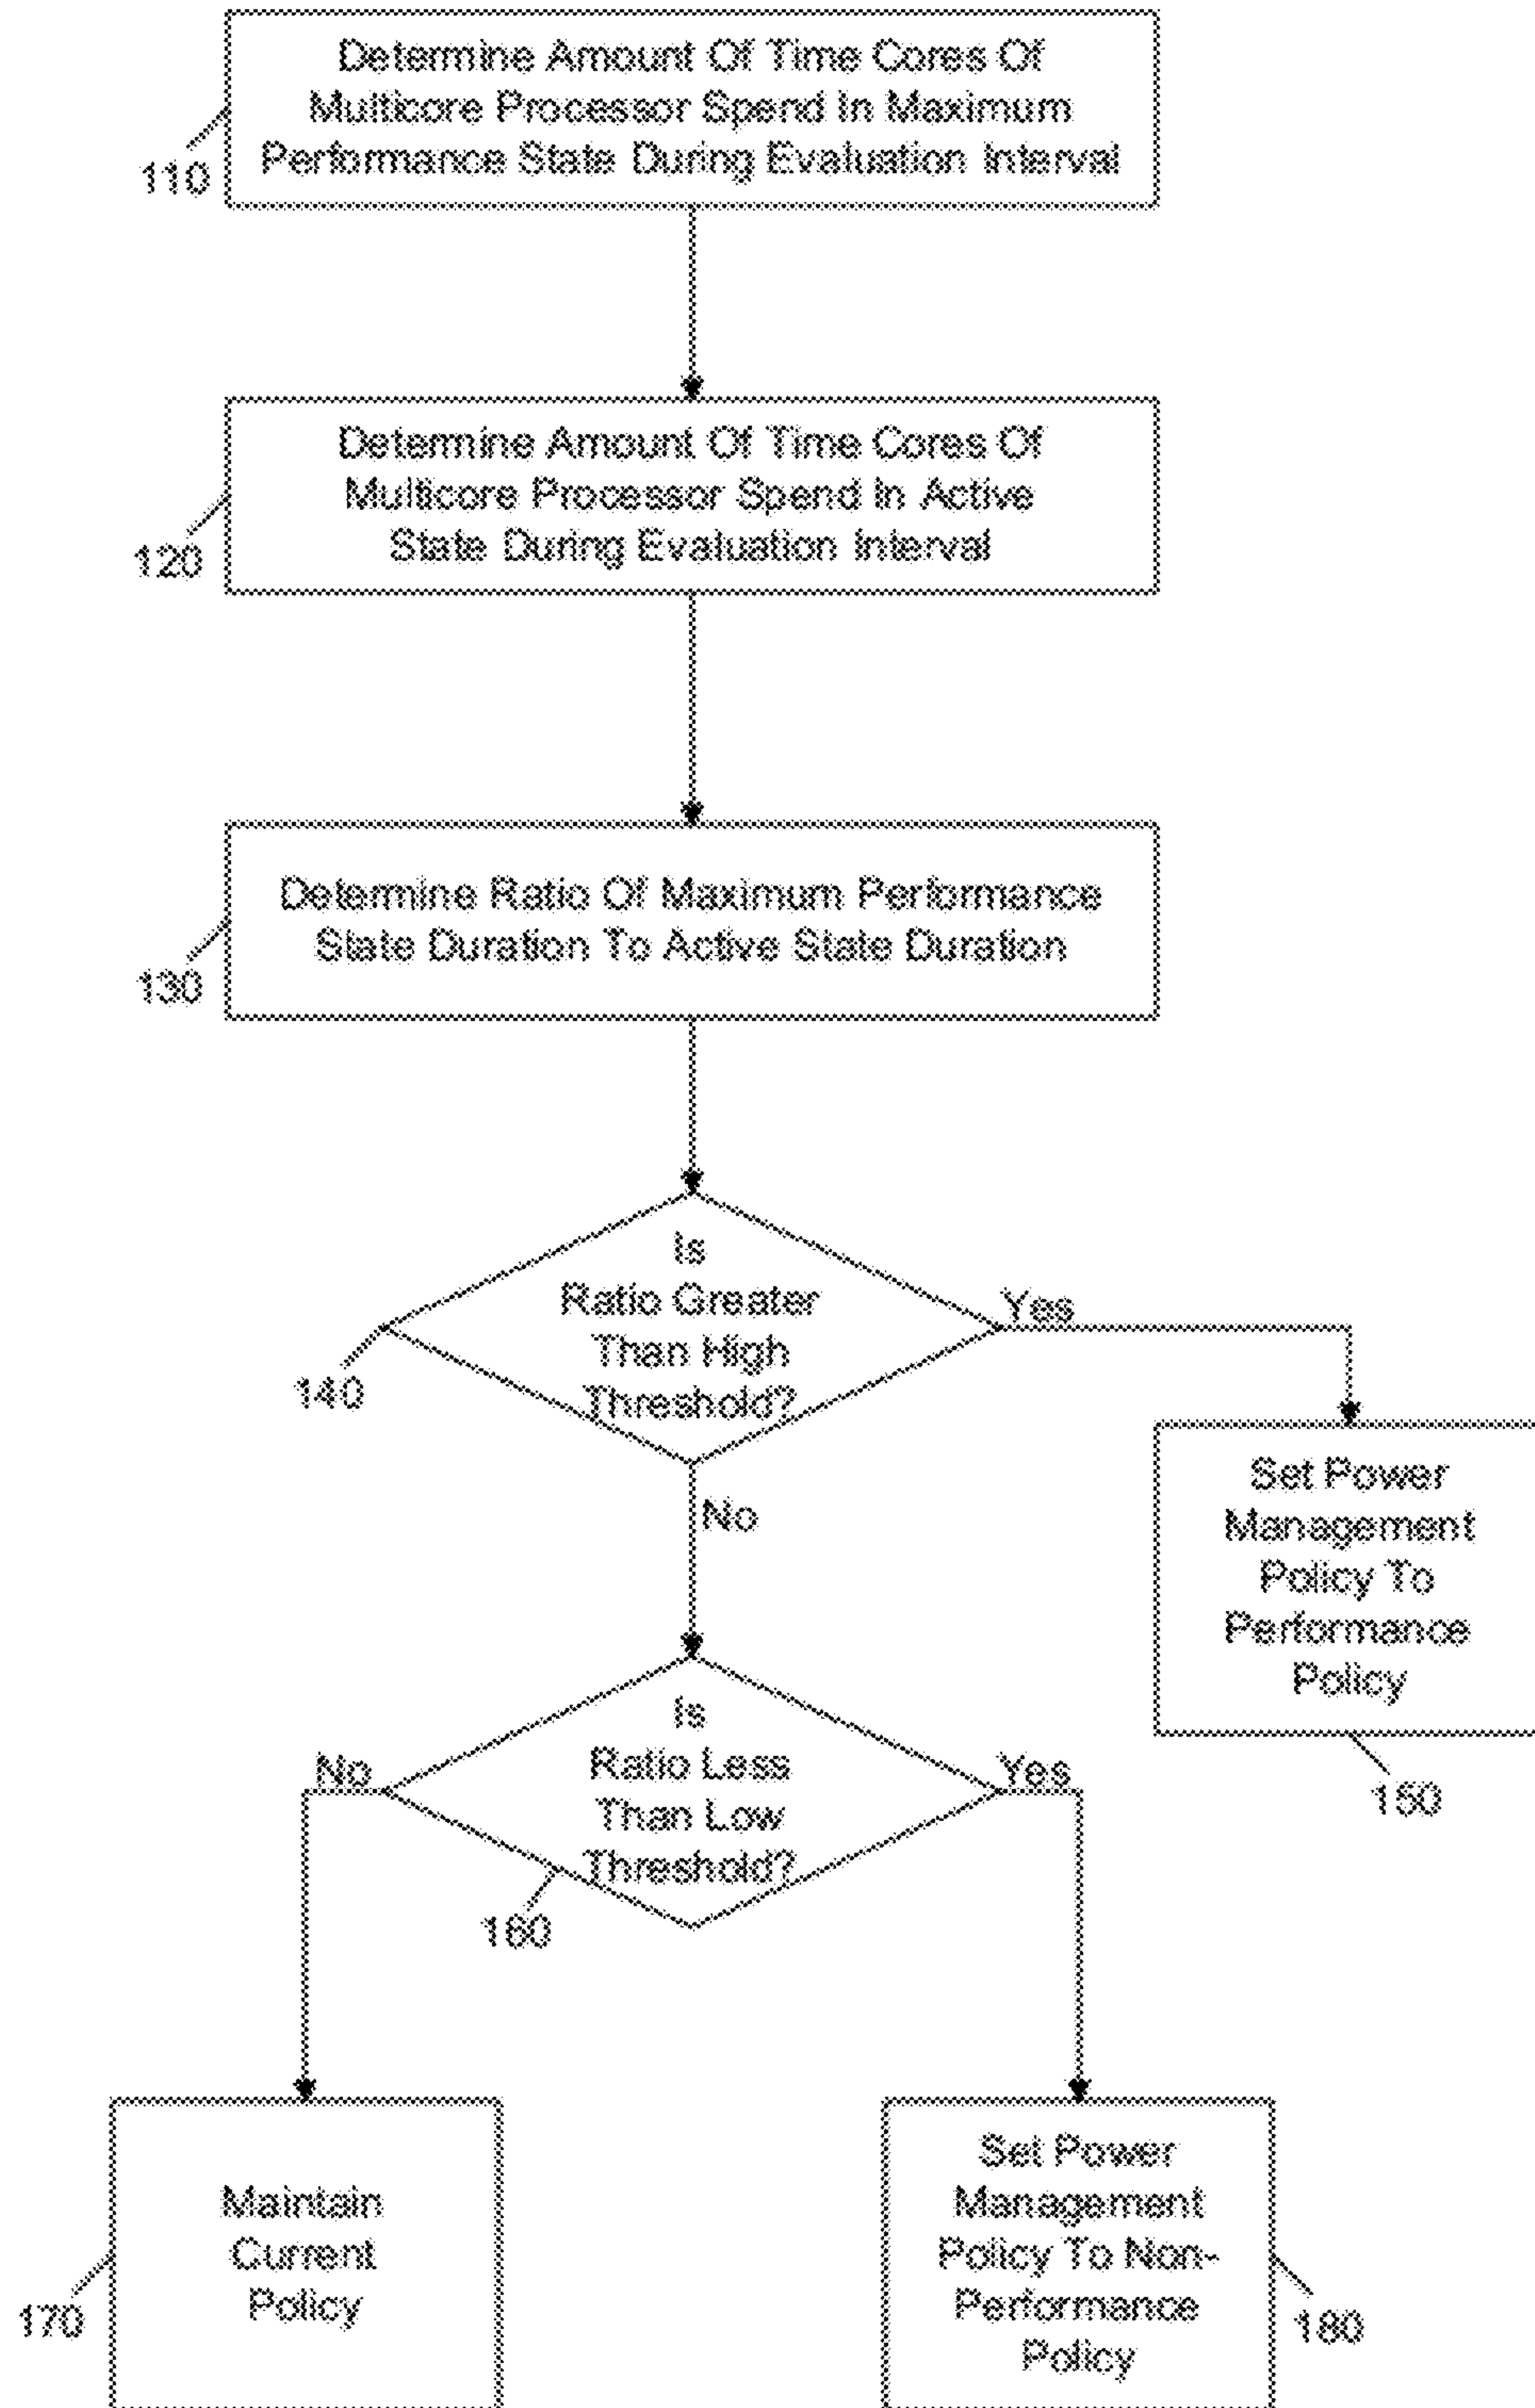 Determine Amount Of Time Cores Of
Multicore Processor Spend In Maximum
Performance State During Evaluation Interval
110
Determine Amount Of Time Cores Of
Multicore Processor Spend In Active
State During Evaluation Interval
120
Determine Ratio Of Maximum Performance
State Duration To Active State Duration
130
Is
Ratio Greater
Than High
Threshold?
Yes
140
No
Set Power
Management
Policy To
Performance
Policy
150
Is
Ratio Less
Than Low
Threshold?
No
Yes
160
Maintain
Current
Policy
170
Set Power
Management
Policy To Non-
Performance
Policy
180